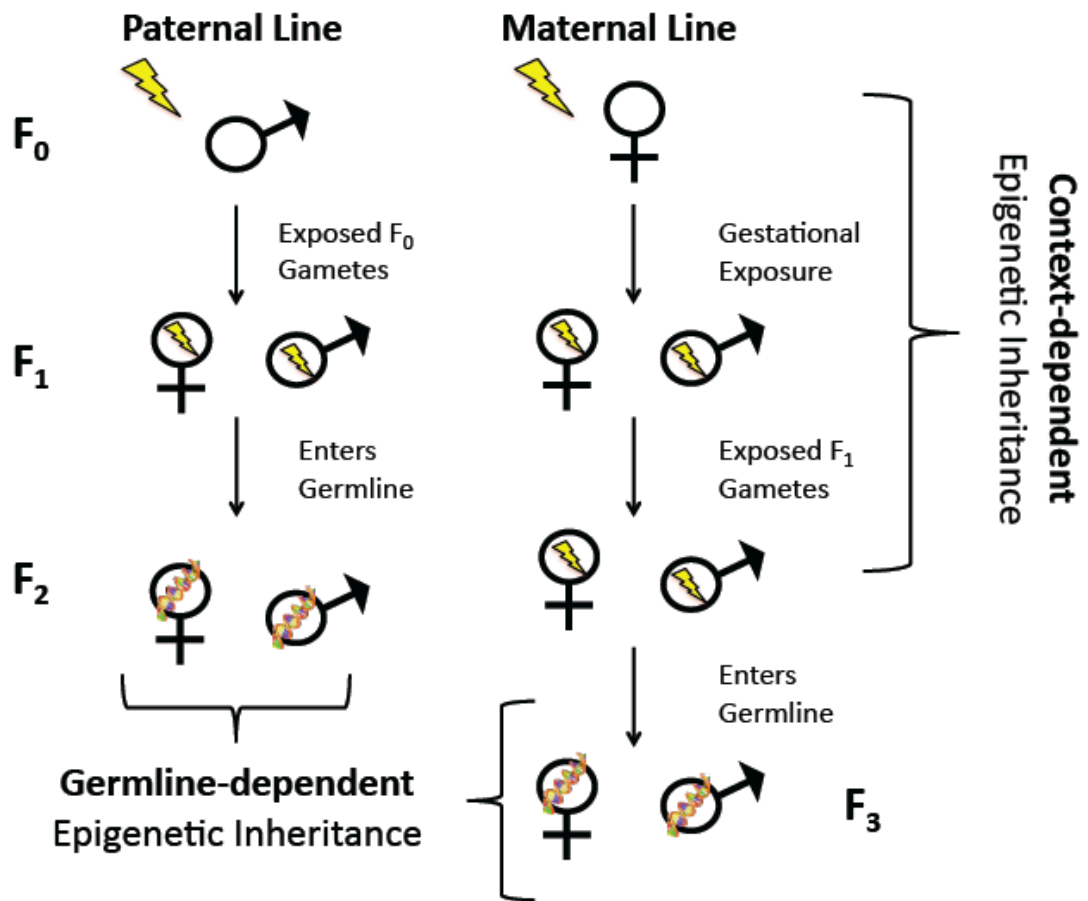 Paternal Line
Maternal Line
F₀
Exposed F₀
Gametes
Gestational
Exposure
F₁
Enters
Germline
Exposed F₁
Gametes
F₂
Enters
Germline
Germline-dependent
Epigenetic Inheritance
F₃
Context-dependent
Epigenetic Inheritance